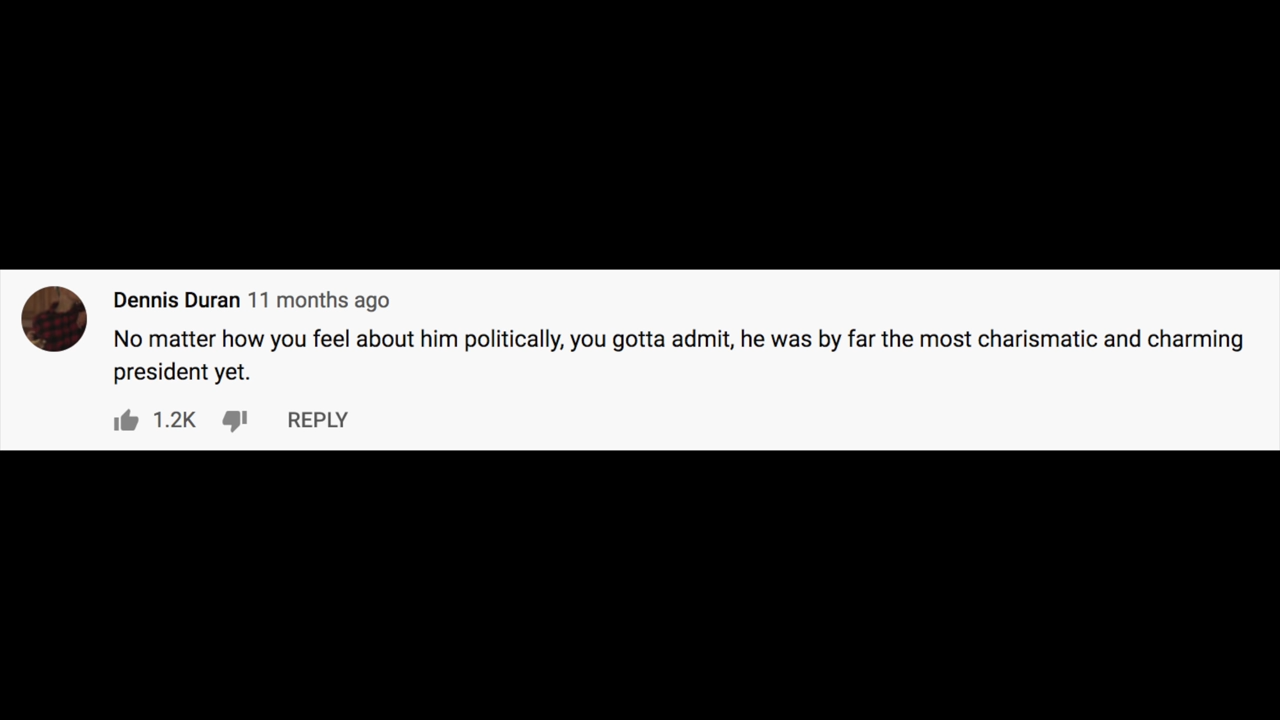 Dennis Duran 11 months ago
No matter how you feel about him politically, you gotta admit, he was by far the most charismatic and charming
president yet.
1.2K REPLY